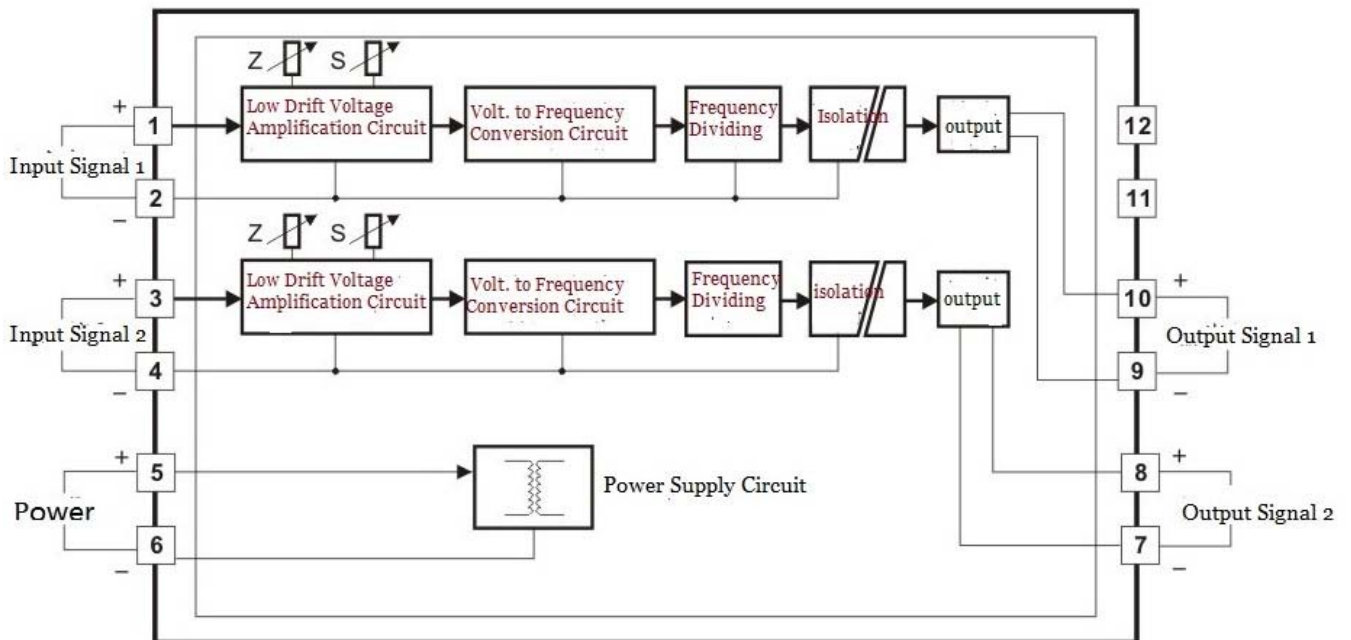 Z S
+
1
Low Drift Voltage
Amplification Circuit
Volt. to Frequency
Conversion Circuit
Frequency
Dividing
Isolation
output
12
Input Signal 1
2
−
11
Z S
+
3
Low Drift Voltage
Amplification Circuit
Volt. to Frequency
Conversion Circuit
Frequency
Dividing
isolation
output
10
+
Input Signal 2
Output Signal 1
4
−
9
−
+
5
Power Supply Circuit
8
+
Power
Output Signal 2
6
−
7
−